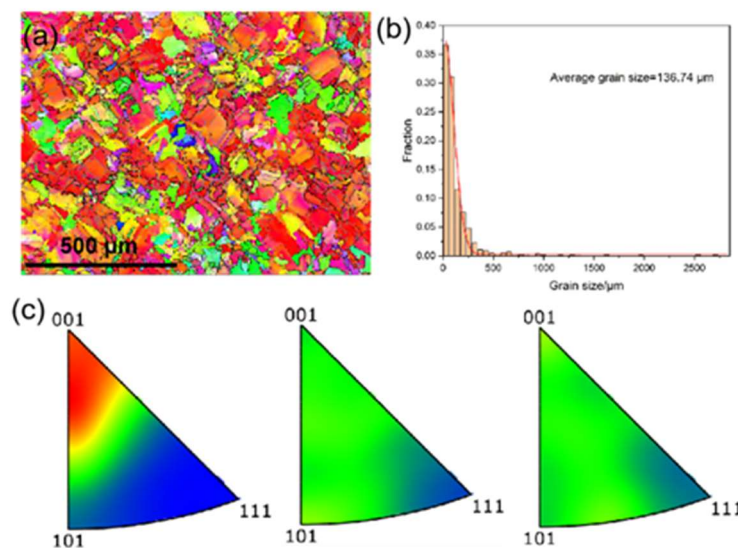 (a)
500 µm
(b)
0.40
0.35
0.30
0.25
0.20
0.15
0.10
0.05
0.00
Fraction
Average grain size=136.74 µm
0 500 1000 1500 2000 2500
Grain size/µm
(c)
001 001 001
111 111 111
101 101 101